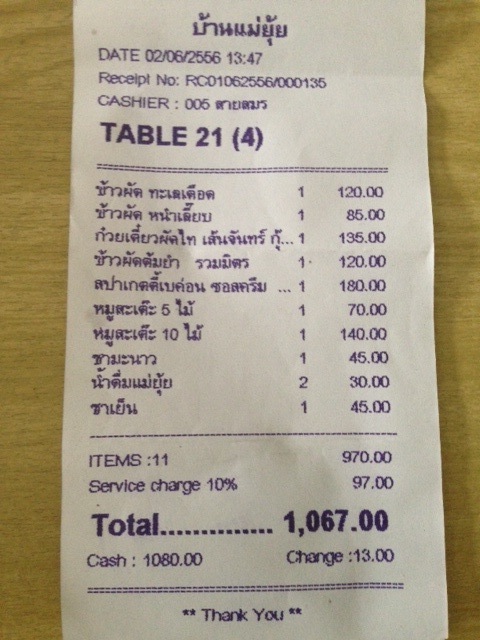 บ้านแม่ยุ้ย
DATE 02/06/2556 13:47
Receipt No: RC01062556/000135
CASHIER : 005 สายสมร
TABLE 21 (4)
ข้าวผัด ทะเลเดือด 1 120.00
ข้าวผัด หนำเลี๊ยบ 1 85.00
ก๋วยเตี๋ยวผัดไท เส้นจันทร์ กุ้... 1 135.00
ข้าวผัดต้มยำ รวมมิตร 1 120.00
สปาเกตตี้เบค่อน ซอสครีม ... 1 180.00
หมูสะเต๊ะ 5 ไม้ 1 70.00
หมูสะเต๊ะ 10 ไม้ 1 140.00
ชามะนาว 1 45.00
น้ำดื่มแม่ยุ้ย 2 30.00
ชาเย็น 1 45.00
ITEMS :11 970.00
Service charge 10% 97.00
Total.............. 1,067.00
Cash : 1080.00 Change :13.00
** Thank You **